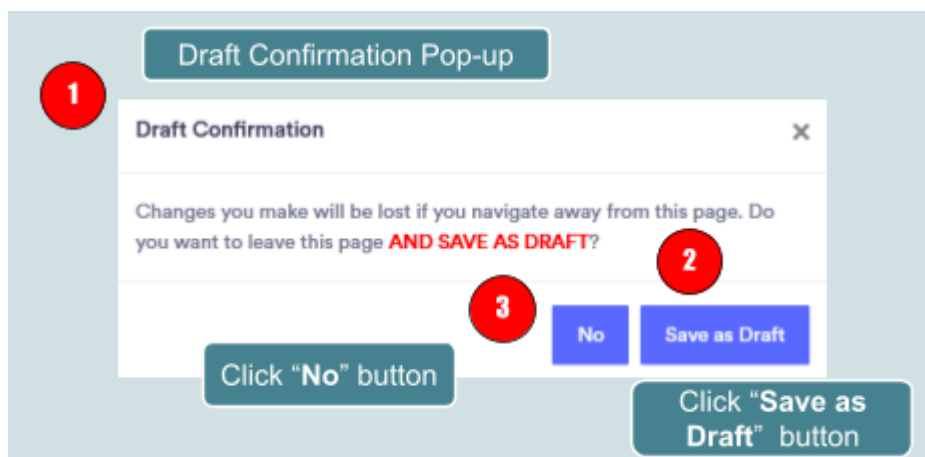 Draft Confirmation Pop-up
1
Draft Confirmation
×
Changes you make will be lost if you navigate away from this page. Do
you want to leave this page AND SAVE AS DRAFT?
2
3
No
Save as Draft
Click “No” button
Click “Save as
Draft” button